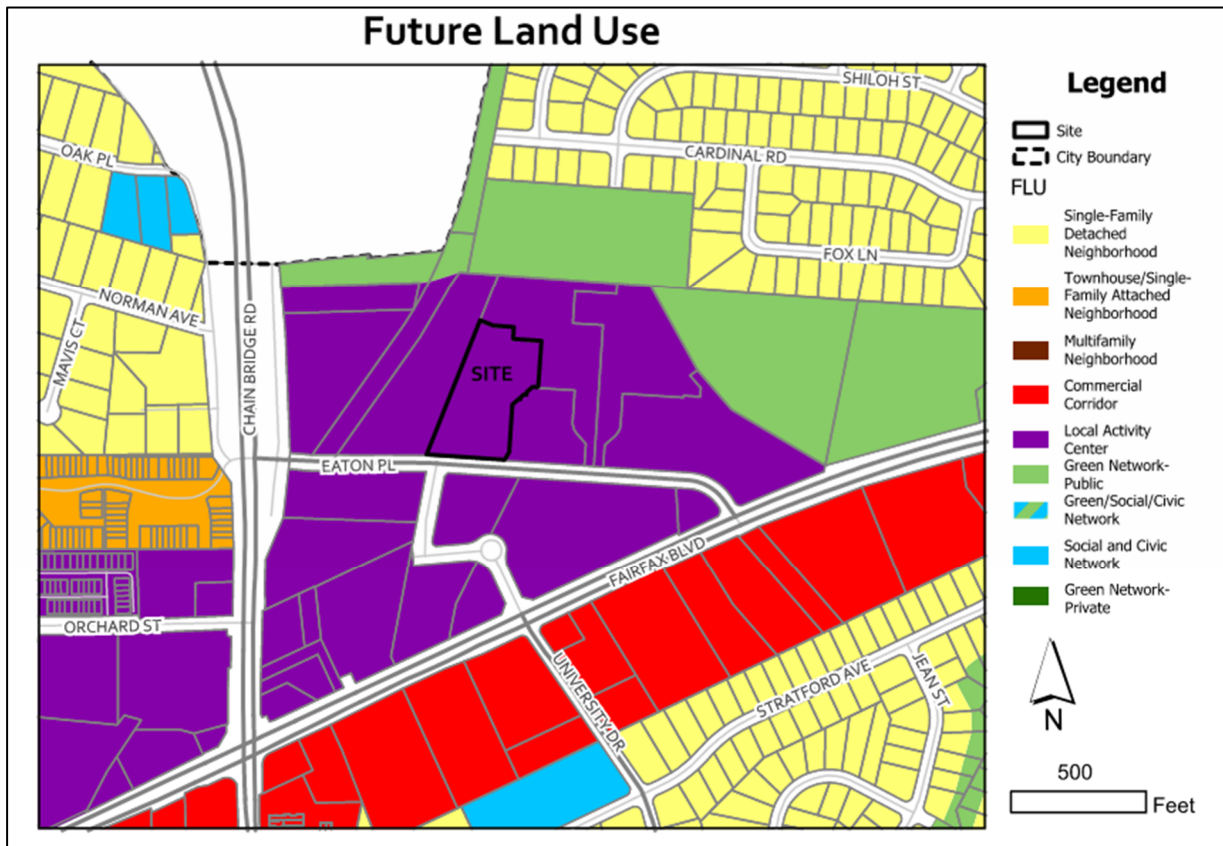 Future Land Use
SHILOH ST
OAK PL
CARDINAL RD
FOX LN
NORMAN AVE
MAVIS CT
CHAIN BRIDGE RD
SITE
EATON PL
FAIRFAX BLVD
ORCHARD ST
UNIVERSITY DR
STRATFORD AVE
JEAN ST
Legend
Site
City Boundary
FLU
Single-Family
Detached
Neighborhood
Townhouse/Single-
Family Attached
Neighborhood
Multifamily
Neighborhood
Commercial
Corridor
Local Activity
Center
Green Network-
Public
Green/Social/Civic
Network
Social and Civic
Network
Green Network-
Private
N
500
Feet